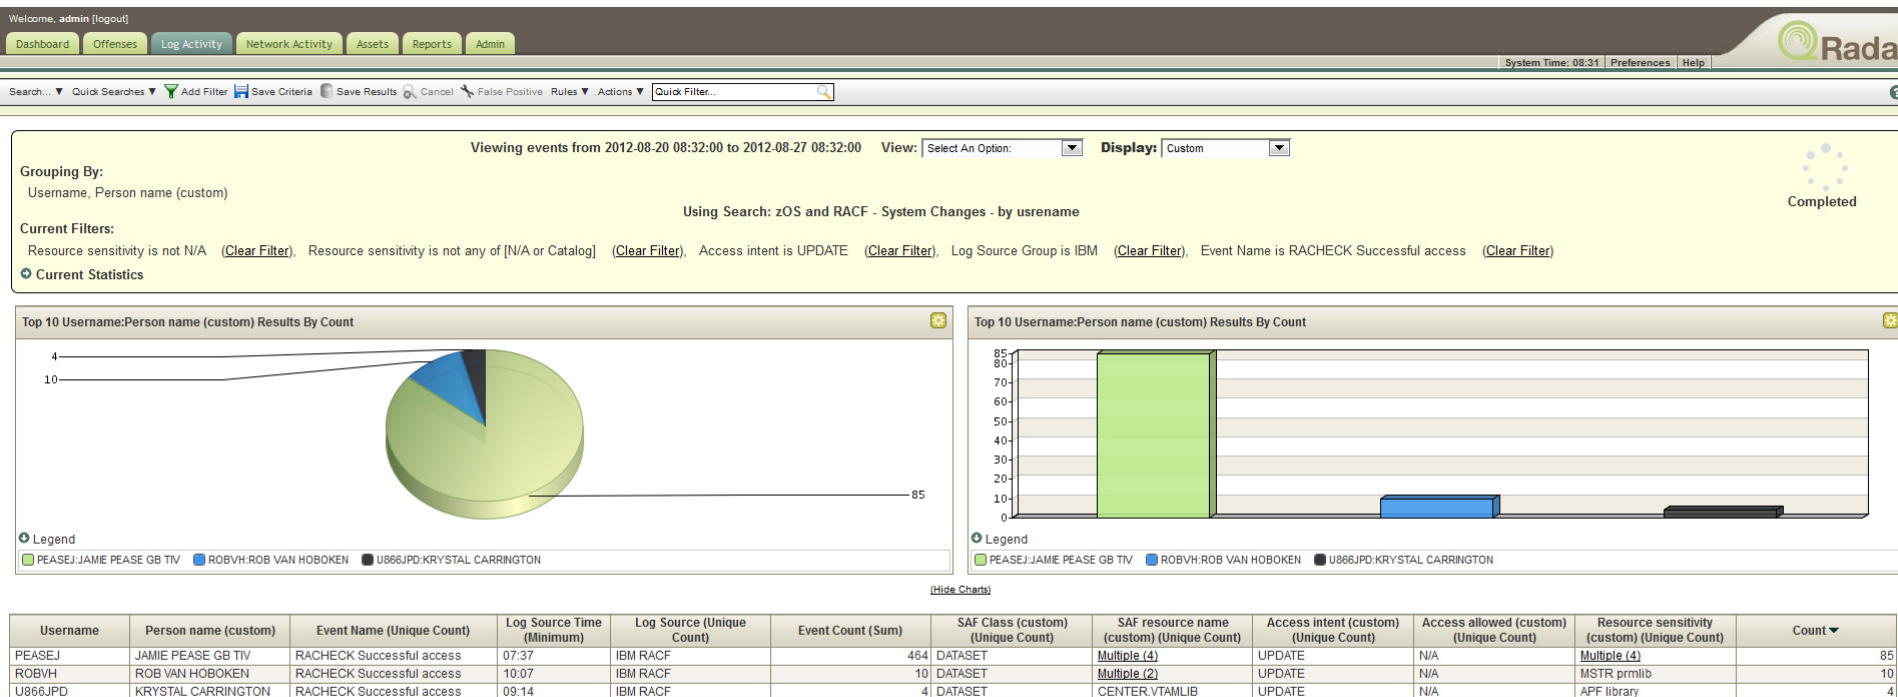 Welcome, admin [logout]
Dashboard Offenses Log Activity Network Activity Assets Reports Admin
QRada
System Time: 08:31 Preferences Help
Search... Quick Searches Add Filter Save Criteria Save Results Cancel False Positive Rules Actions Quick Filter...
Viewing events from 2012-08-20 08:32:00 to 2012-08-27 08:32:00 View: Select An Option: Display: Custom
Grouping By:
Username, Person name (custom)
Completed
Using Search: zOS and RACF - System Changes - by usrename
Current Filters:
Resource sensitivity is not N/A (Clear Filter), Resource sensitivity is not any of [N/A or Catalog] (Clear Filter), Access intent is UPDATE (Clear Filter), Log Source Group is IBM (Clear Filter), Event Name is RACHECK Successful access (Clear Filter)
Current Statistics
Top 10 Username:Person name (custom) Results By Count
4
10
85
Legend
PEASEJ:JAMIE PEASE GB TIV ROBVH:ROB VAN HOBOKEN U866JPD:KRYSTAL CARRINGTON
Top 10 Username:Person name (custom) Results By Count
85
80
70
60
50
40
30
20
10
0
Legend
PEASEJ:JAMIE PEASE GB TIV ROBVH:ROB VAN HOBOKEN U866JPD:KRYSTAL CARRINGTON
(Hide Charts)
Username Person name (custom) Event Name (Unique Count) Log Source Time (Minimum) Log Source (Unique Count) Event Count (Sum) SAF Class (custom) (Unique Count) SAF resource name (custom) (Unique Count) Access intent (custom) (Unique Count) Access allowed (custom) (Unique Count) Resource sensitivity (custom) (Unique Count) Count
PEASEJ JAMIE PEASE GB TIV RACHECK Successful access 07:37 IBM RACF 464 DATASET Multiple (4) UPDATE N/A Multiple (4) 85
ROBVH ROB VAN HOBOKEN RACHECK Successful access 10:07 IBM RACF 10 DATASET Multiple (2) UPDATE N/A MSTR prmlib 10
U866JPD KRYSTAL CARRINGTON RACHECK Successful access 09:14 IBM RACF 4 DATASET CENTER.VTAMLIB UPDATE N/A APF library 4